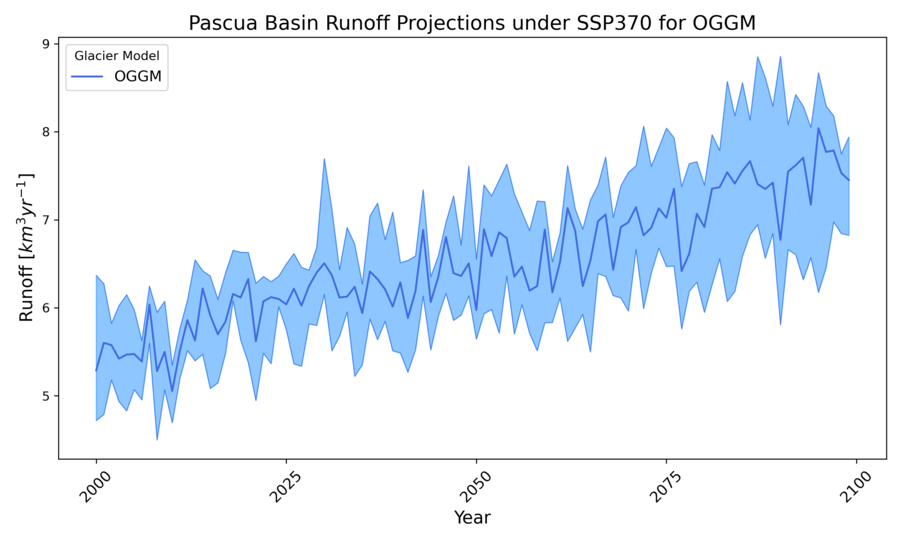 Pascua Basin Runoff Projections under SSP370 for OGGM
Glacier Model
OGGM
Runoff [km³yr⁻¹]
9
8
7
6
5
2000
2025
2050
2075
2100
Year